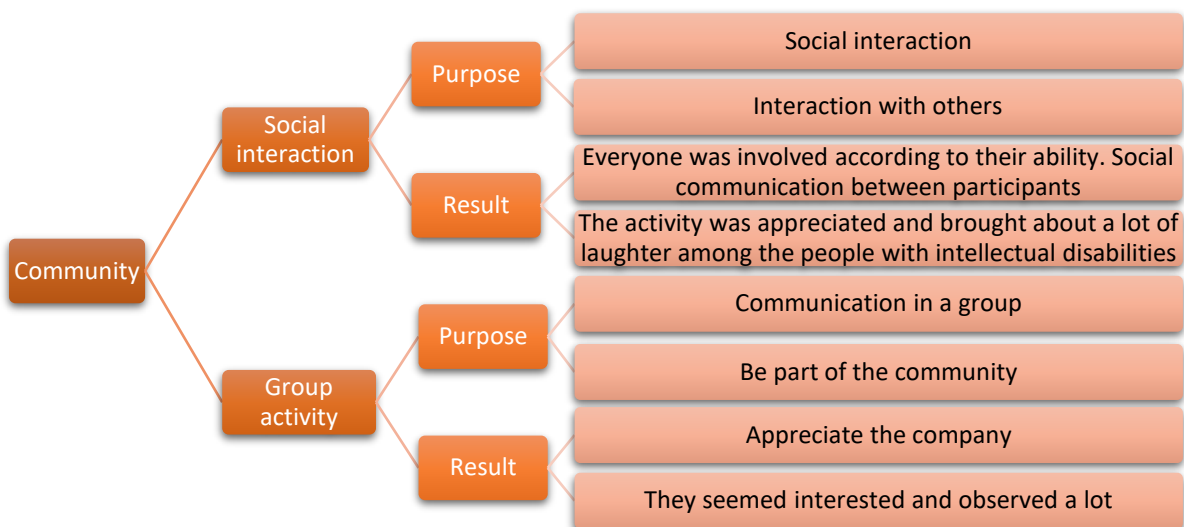 Community
Social
interaction
Purpose
Social interaction
Interaction with others
Result
Everyone was involved according to their ability. Social
communication between participants
The activity was appreciated and brought about a lot of
laughter among the people with intellectual disabilities
Group
activity
Purpose
Communication in a group
Be part of the community
Result
Appreciate the company
They seemed interested and observed a lot